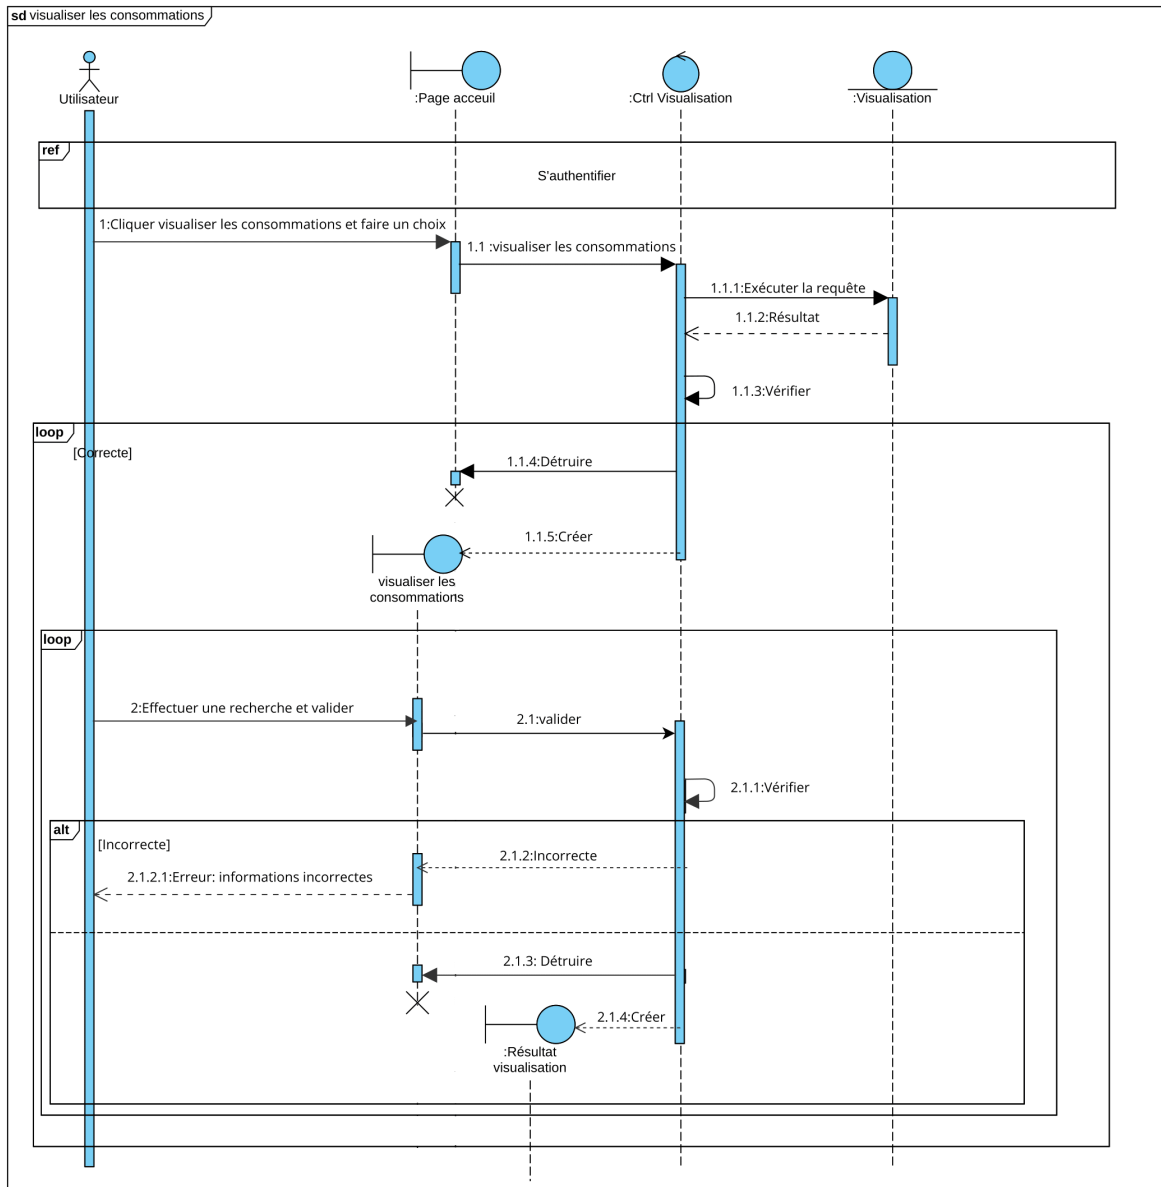 sd visualiser les consommations
Utilisateur
:Page acceuil
:Ctrl Visualisation
:Visualisation
ref
S'authentifier
1:Cliquer visualiser les consommations et faire un choix
1.1 :visualiser les consommations
1.1.1:Exécuter la requête
1.1.2:Résultat
1.1.3:Vérifier
loop
[Correcte]
1.1.4:Détruire
1.1.5:Créer
visualiser les
consommations
loop
2:Effectuer une recherche et valider
2.1:valider
2.1.1:Vérifier
alt
[Incorrecte]
2.1.2:Incorrecte
2.1.2.1:Erreur: informations incorrectes
2.1.3: Détruire
2.1.4:Créer
:Résultat
visualisation